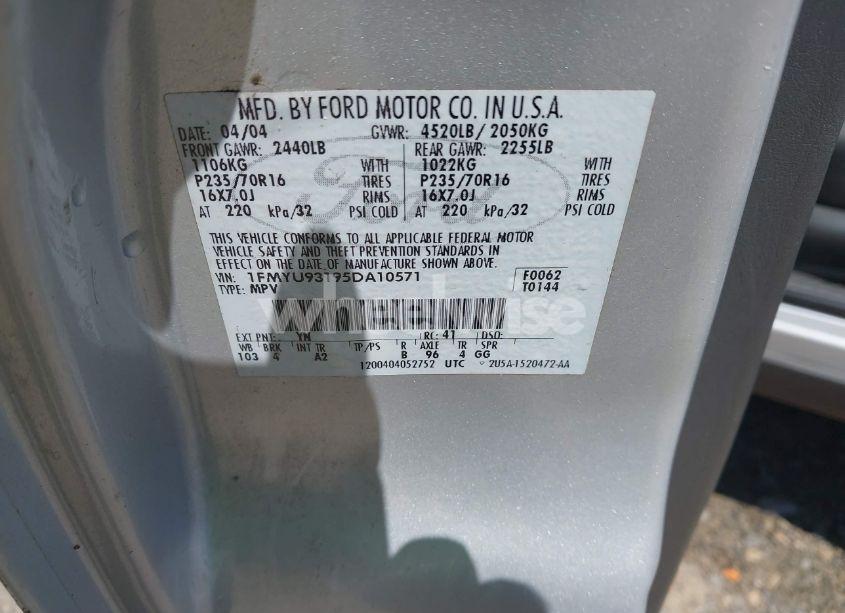 MFD. BY FORD MOTOR CO. IN U.S.A.
DATE: 04/04 GVWR: 4520LB/ 2050KG
FRONT GAWR: 2440LB REAR GAWR: 2255LB
1106KG WITH 1022KG WITH
P235/70R16 TIRES P235/70R16 TIRES
16X7.0J RIMS 16X7.0J RIMS
AT 220 kPa/32 PSI COLD AT 220 kPa/32 PSI COLD
Ford
THIS VEHICLE CONFORMS TO ALL APPLICABLE FEDERAL MOTOR
VEHICLE SAFETY AND THEFT PREVENTION STANDARDS IN
EFFECT ON THE DATE OF MANUFACTURE SHOWN ABOVE.
VIN: 1FMYU93195DA10571 F0062
TYPE: MPV T0144
EXT PNT: YN RC: 41 DSO:
WB BRK INT TR TP/PS R AXLE TR SPR
103 4 A2 B 96 4 GG
1200404052752 UTC 2U5A-1520472-AA